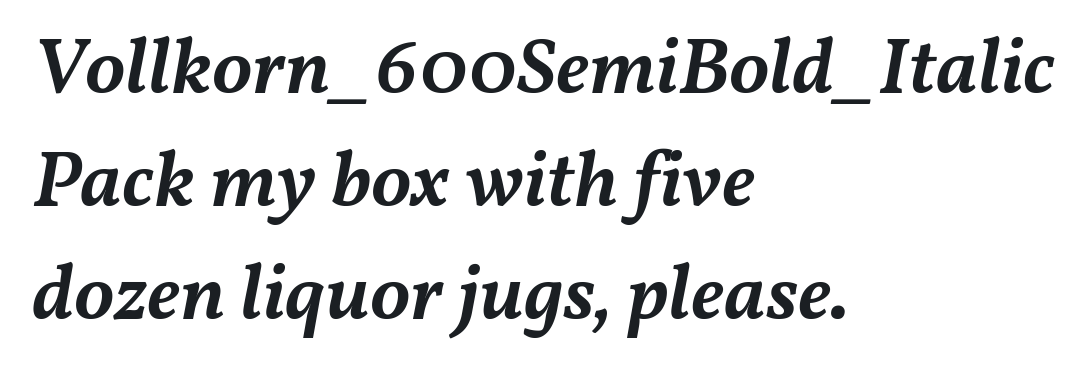 Vollkorn_600SemiBold_Italic
Pack my box with five
dozen liquor jugs, please.